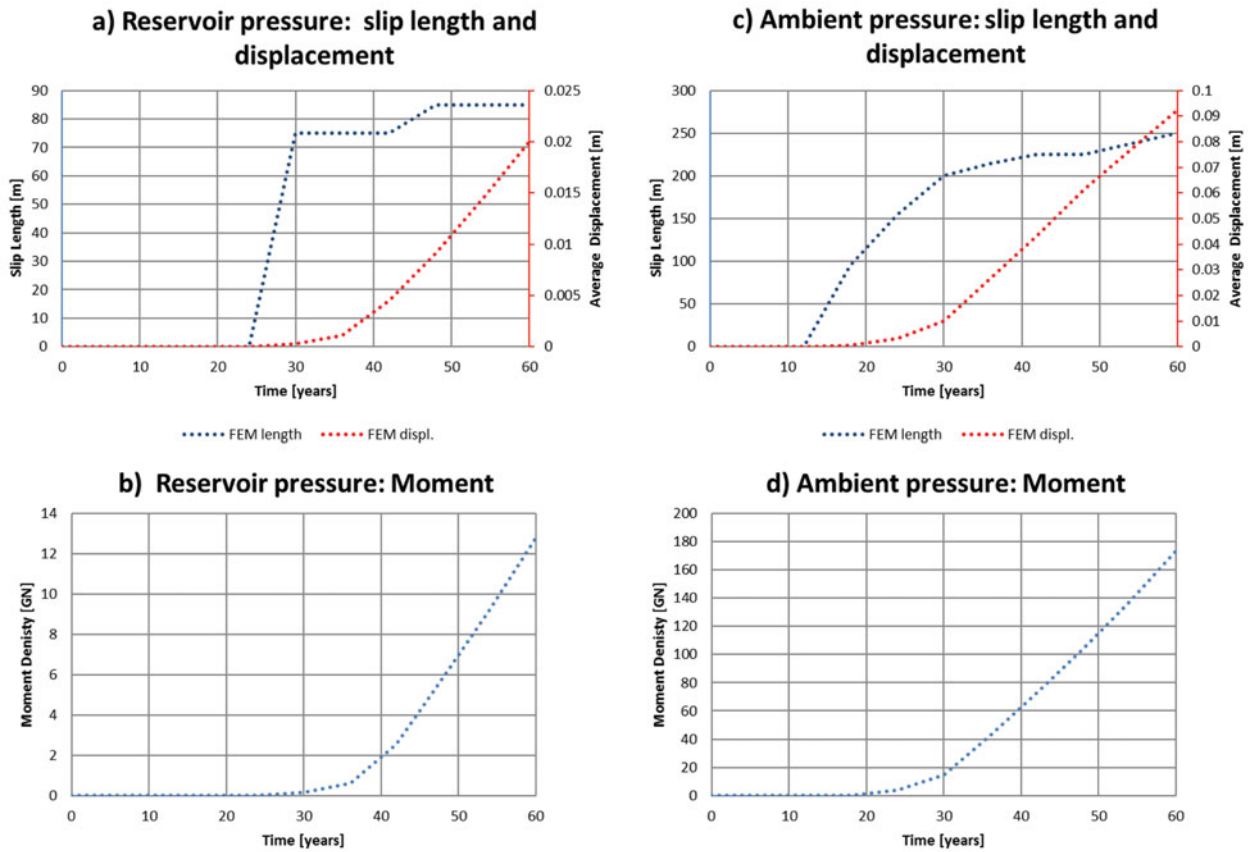 a) Reservoir pressure: slip length and
displacement
90
80
70
60
50
40
30
20
10
0
Slip Length [m]
0.025
0.02
0.015
0.01
0.005
0
Average Displacement [m]
0 10 20 30 40 50 60
Time [years]
FEM length FEM displ.
c) Ambient pressure: slip length and
displacement
300
250
200
150
100
50
0
Slip Length [m]
0.1
0.09
0.08
0.07
0.06
0.05
0.04
0.03
0.02
0.01
0
Average Displacement [m]
0 10 20 30 40 50 60
Time [years]
FEM length FEM displ.
b) Reservoir pressure: Moment
14
12
10
8
6
4
2
0
Moment Denisty [GN]
0 10 20 30 40 50 60
Time [years]
d) Ambient pressure: Moment
200
180
160
140
120
100
80
60
40
20
0
Moment Denisty [GN]
0 10 20 30 40 50 60
Time [years]